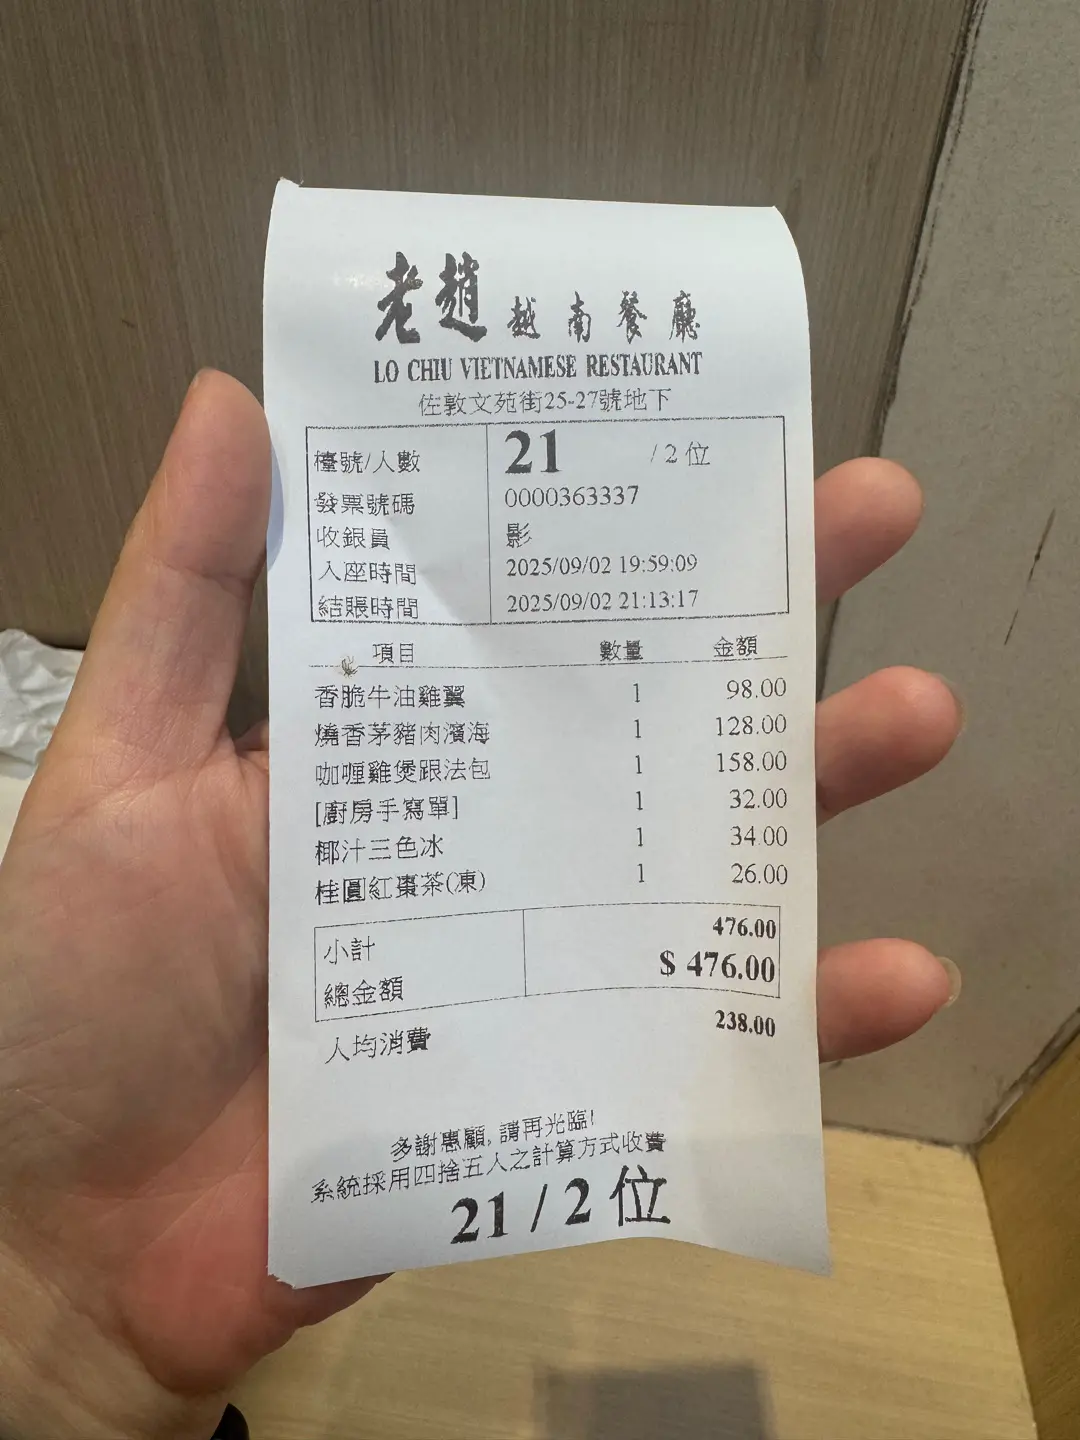 老趙越南餐廳
LO CHIU VIETNAMESE RESTAURANT
佐敦文苑街25-27號地下
檯號/人數 21 /2位
發票號碼 0000363337
收銀員 影
入座時間 2025/09/02 19:59:09
結賬時間 2025/09/02 21:13:17
項目 數量 金額
香脆牛油雞翼 1 98.00
燒香茅豬肉濱海 1 128.00
咖喱雞煲跟法包 1 158.00
[廚房手寫單] 1 32.00
椰汁三色冰 1 34.00
桂圓紅棗茶(凍) 1 26.00
小計 476.00
總金額 $ 476.00
人均消費 238.00
多謝惠顧, 請再光臨!
系統採用四捨五入之計算方式收費
21 / 2 位